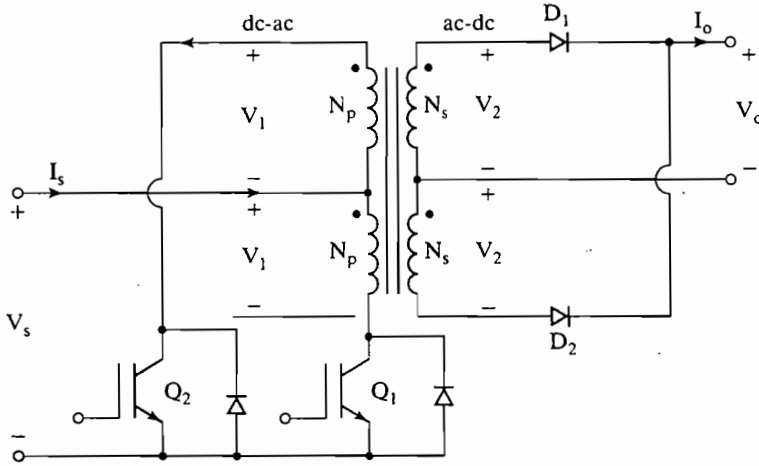 dc-ac
ac-dc
D₁
Iₒ
+
+
+
V₁
Nₚ
Nₛ
V₂
−
−
−
Iₛ
+
+
+
V₁
Nₚ
Nₛ
V₂
−
−
D₂
Vₛ
Q₂
Q₁
−